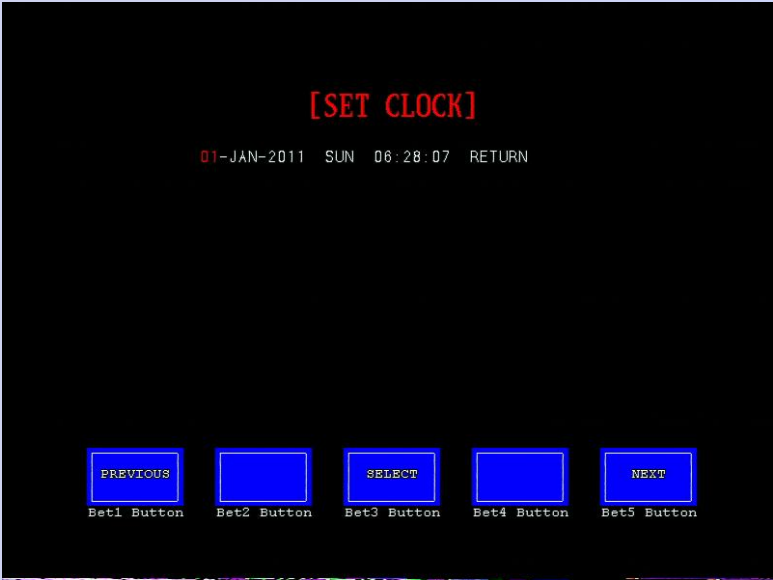 [SET CLOCK]
01-JAN-2011 SUN 06:28:07 RETURN
PREVIOUS SELECT NEXT
Bet1 Button Bet2 Button Bet3 Button Bet4 Button Bet5 Button